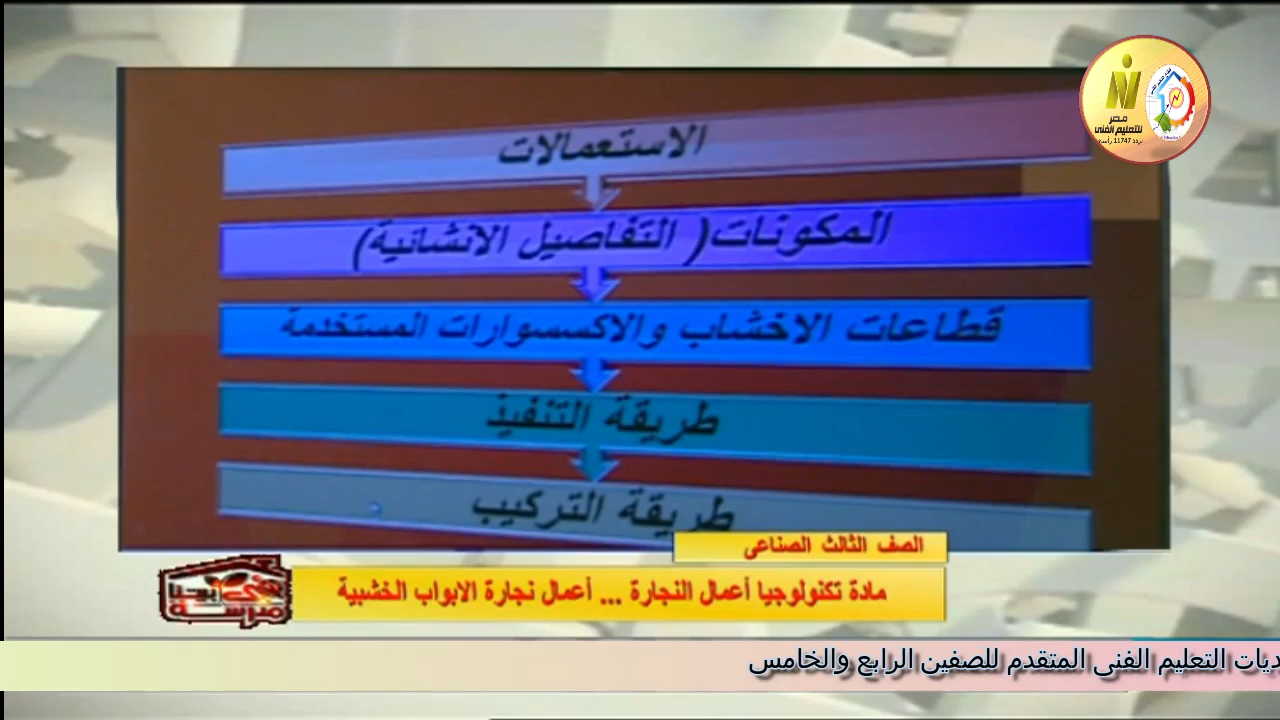 الاستعمالات
المكونات( التفاصيل الانشائية)
قطاعات الاخشاب والاكسسوارات المستخدمة
طريقة التنفيذ
طريقة التركيب
مصر
للتعليم الفنى
الصف الثالث الصناعى
مادة تكنولوجيا أعمال النجارة ... أعمال نجارة الابواب الخشبية
مدرسة
ديات التعليم الفنى المتقدم للصفين الرابع والخامس